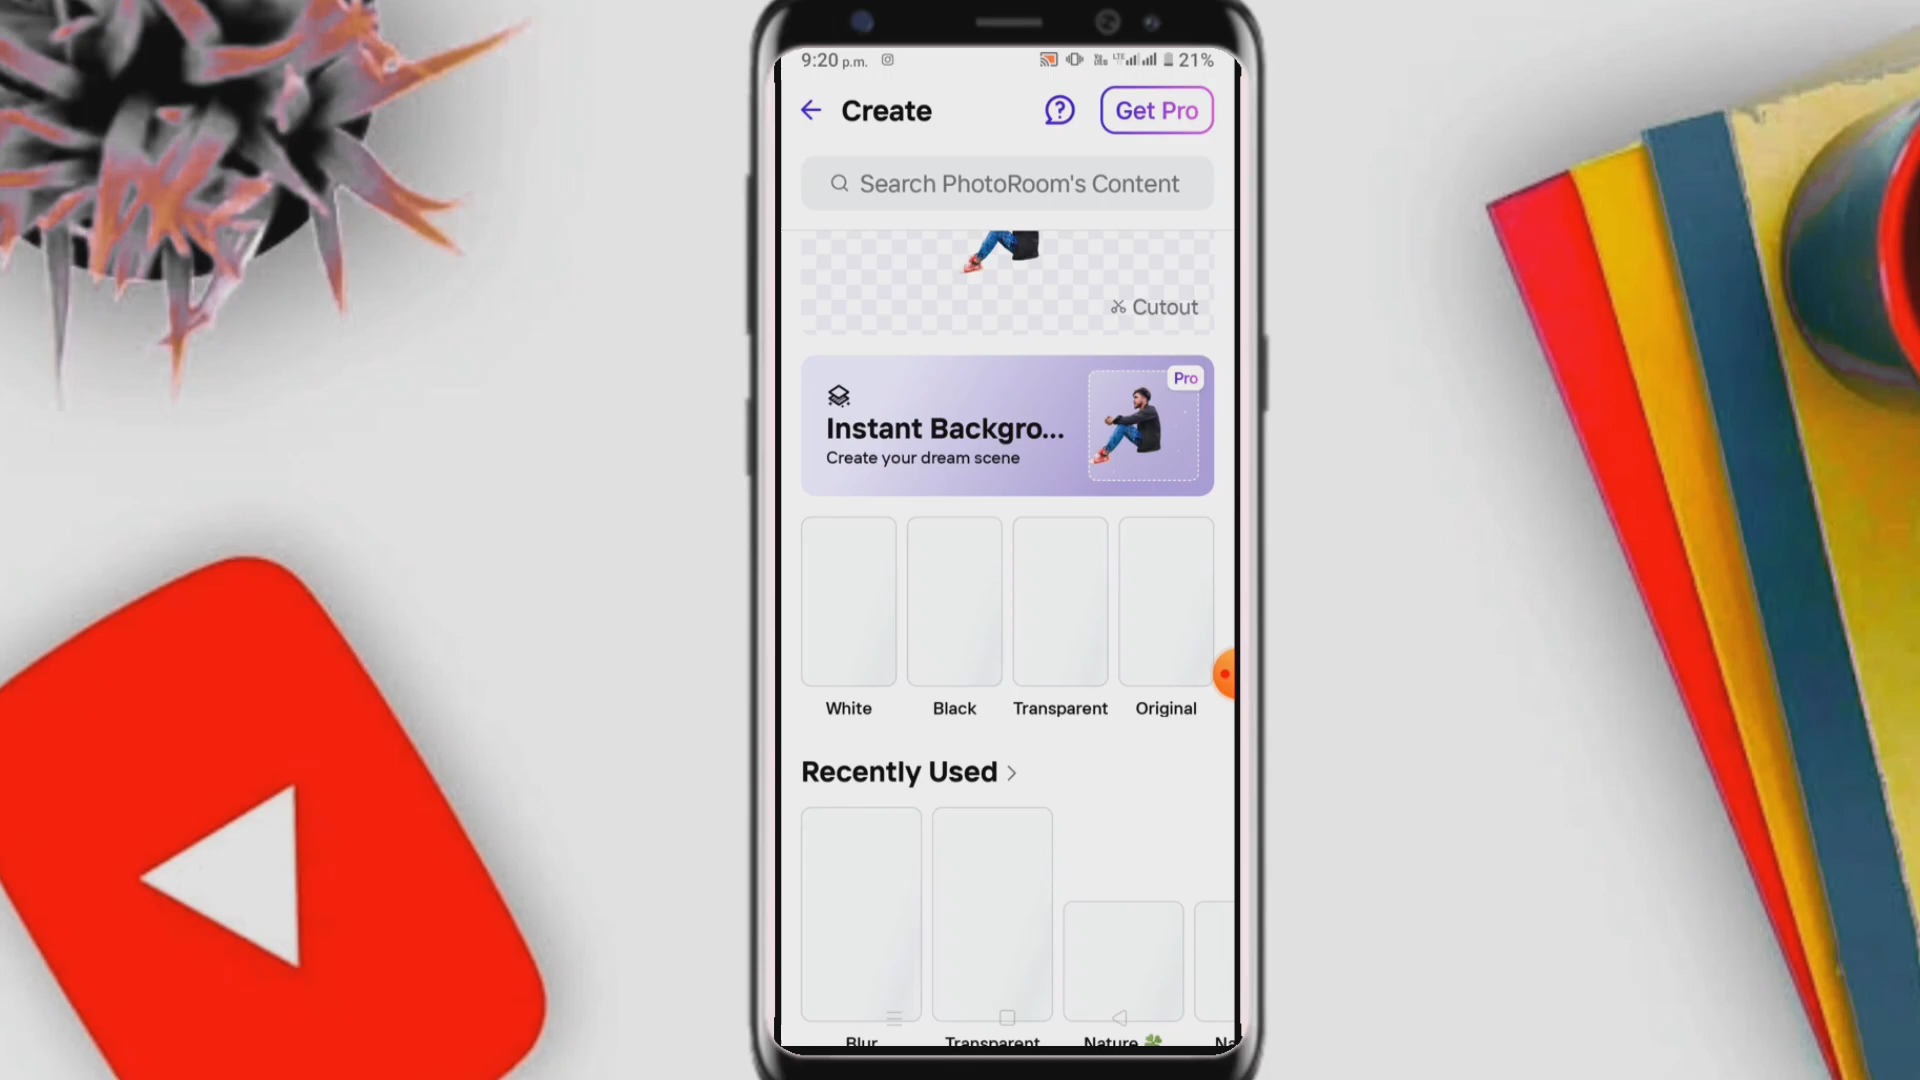 9:20 p.m.
21%
Create
Get Pro
Search PhotoRoom's Content
Cutout
Pro
Instant Backgro...
Create your dream scene
White Black Transparent Original
Recently Used >
Blur Transparent Nature 🍀 Na